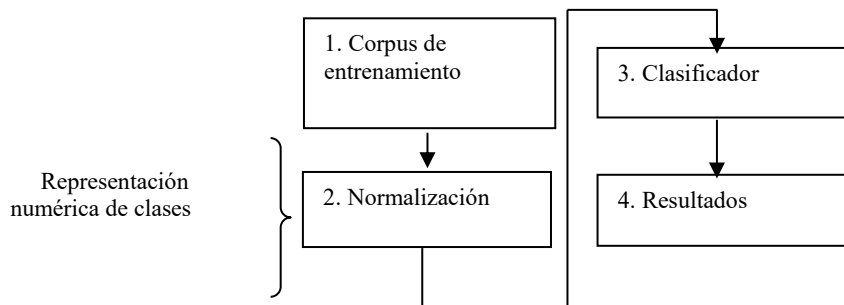 1. Corpus de
entrenamiento
3. Clasificador
Representación
numérica de clases
2. Normalización
4. Resultados